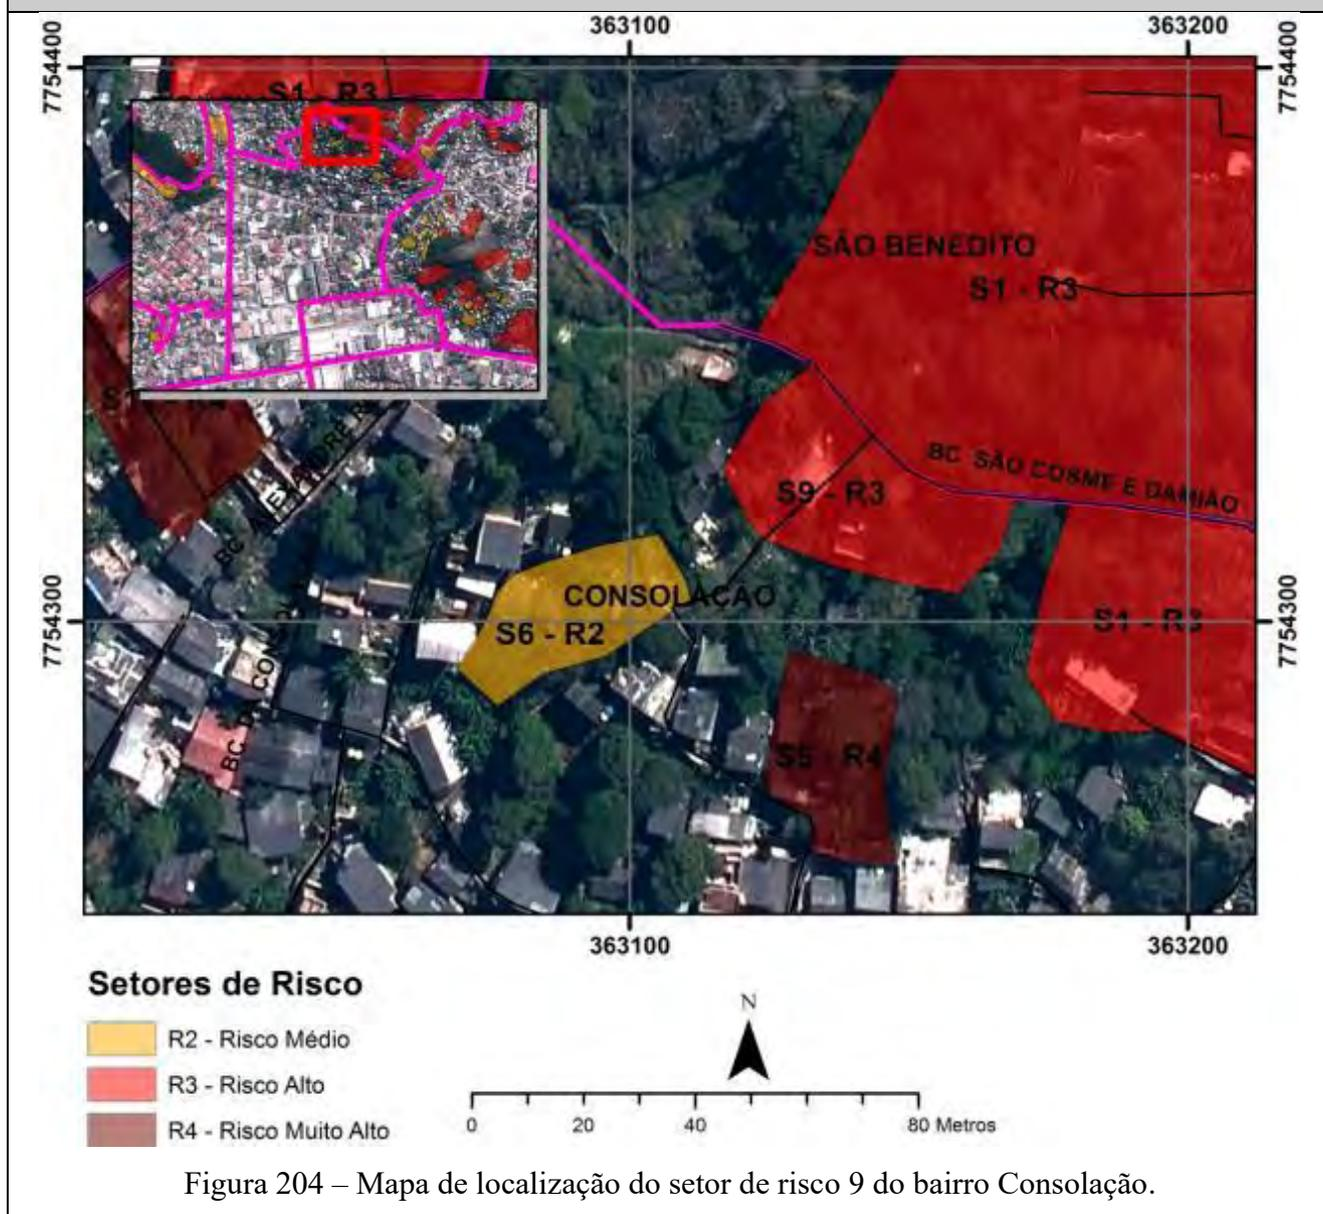 363100
363200
7754400
7754400
S1 - R3
SÃO BENEDITO
S1 - R3
BC SÃO COSME E DAMIÃO
S9 - R3
CONSOLAÇÃO
S6 - R2
7754300
7754300
S1 - R3
S5 - R4
363100
363200
Setores de Risco
R2 - Risco Médio
R3 - Risco Alto
R4 - Risco Muito Alto
N
0 20 40 80 Metros
Figura 204 – Mapa de localização do setor de risco 9 do bairro Consolação.